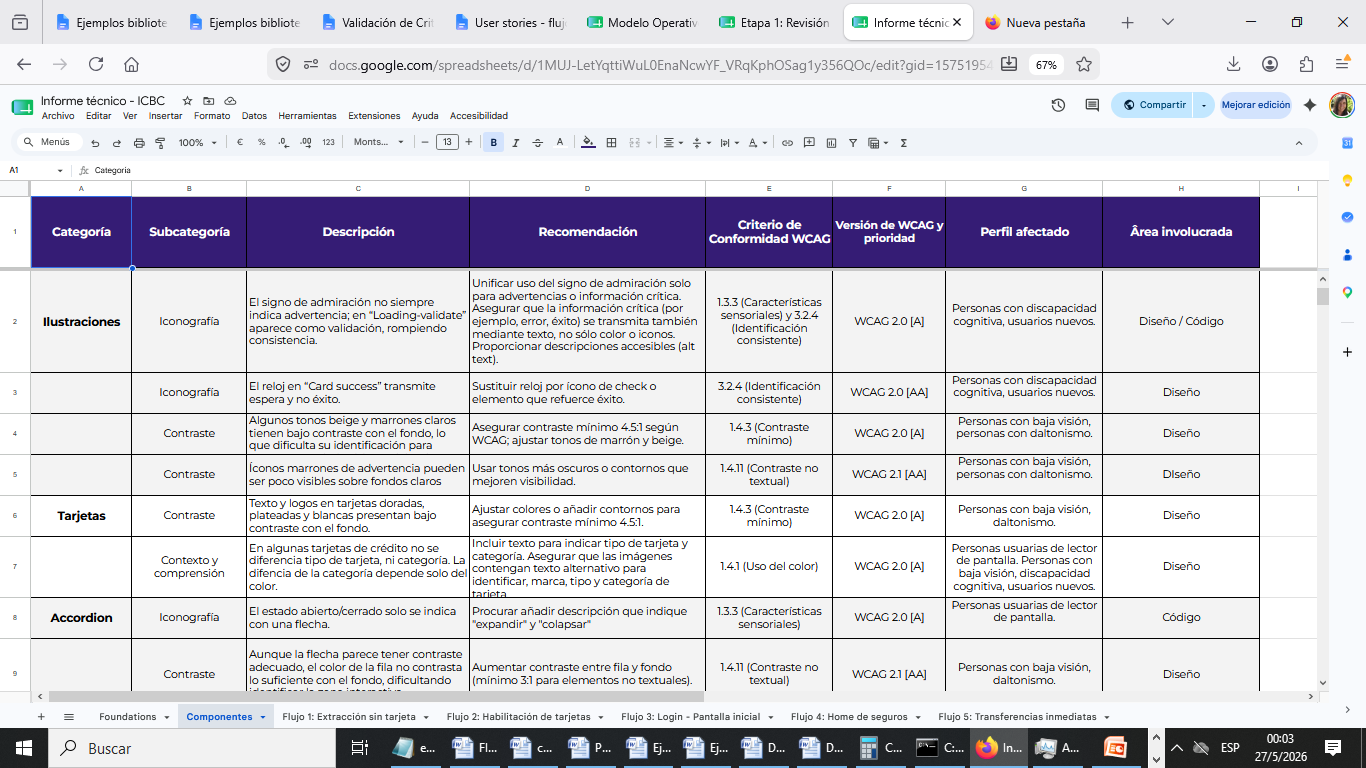 Ejemplos bibliote
Ejemplos bibliote
Validación de Crit
User stories - fluj
Modelo Operativ
Etapa 1: Revisión
Informe técnic
Nueva pestaña
docs.google.com/spreadsheets/d/1MUJ-LetYqttiWuL0EnaNcwYF_VRqKphOSag1y356QOc/edit?gid=15751954
67%
Informe técnico - ICBC
Archivo Editar Ver Insertar Formato Datos Herramientas Extensiones Ayuda Accesibilidad
Compartir
Mejorar edición
Menús
100%
€ % .0 .00 123
Monts...
13
B I S A
A1
fx Categoría
A B C D E F G H I
1
Categoría
Subcategoría
Descripción
Recomendación
Criterio de
Conformidad WCAG
Versión de WCAG y
prioridad
Perfil afectado
Área involucrada
2
Ilustraciones
Iconografía
El signo de admiración no siempre
indica advertencia; en “Loading-validate”
aparece como validación, rompiendo
consistencia.
Unificar uso del signo de admiración solo
para advertencias o información crítica.
Asegurar que la información crítica (por
ejemplo, error, éxito) se transmita también
mediante texto, no sólo color o iconos.
Proporcionar descripciones accesibles (alt
text).
1.3.3 (Características
sensoriales) y 3.2.4
(Identificación
consistente)
WCAG 2.0 [A]
Personas con discapacidad
cognitiva, usuarios nuevos.
Diseño / Código
3
Iconografía
El reloj en “Card success” transmite
espera y no éxito.
Sustituir reloj por ícono de check o
elemento que refuerce éxito.
3.2.4 (Identificación
consistente)
WCAG 2.0 [AA]
Personas con discapacidad
cognitiva, usuarios nuevos.
Diseño
4
Contraste
Algunos tonos beige y marrones claros
tienen bajo contraste con el fondo, lo
que dificulta su identificación para
Asegurar contraste mínimo 4.5:1 según
WCAG; ajustar tonos de marrón y beige.
1.4.3 (Contraste
mínimo)
WCAG 2.0 [A]
Personas con baja visión,
personas con daltonismo.
Diseño
5
Contraste
Íconos marrones de advertencia pueden
ser poco visibles sobre fondos claros
Usar tonos más oscuros o contornos que
mejoren visibilidad.
1.4.11 (Contraste no
textual)
WCAG 2.1 [AA]
Personas con baja visión,
personas con daltonismo.
DIseño
6
Tarjetas
Contraste
Texto y logos en tarjetas doradas,
plateadas y blancas presentan bajo
contraste con el fondo.
Ajustar colores o añadir contornos para
asegurar contraste mínimo 4.5:1.
1.4.3 (Contraste
mínimo)
WCAG 2.0 [A]
Personas con baja visión,
daltonismo.
Diseño
7
Contexto y
comprensión
En algunas tarjetas de crédito no se
diferencia tipo de tarjeta, ni categoría. La
difencia de la categoría depende solo del
color.
Incluir texto para indicar tipo de tarjeta y
categoría. Asegurar que las imágenes
contengan texto alternativo para
identificar, marca, tipo y categoría de
tarjeta
1.4.1 (Uso del color)
WCAG 2.0 [A]
Personas usuarias de lector
de pantalla. Personas con
baja visión, discapacidad
cognitiva, usuarios nuevos.
Diseño
8
Accordion
Iconografía
El estado abierto/cerrado solo se indica
con una flecha.
Procurar añadir descripción que indique
"expandir" y "colapsar"
1.3.3 (Características
sensoriales)
WCAG 2.0 [A]
Personas usuarias de lector
de pantalla.
Código
9
Contraste
Aunque la flecha parece tener contraste
adecuado, el color de la fila no contrasta
lo suficiente con el fondo, dificultando
identificar la zona interactiva
Aumentar contraste entre fila y fondo
(mínimo 3:1 para elementos no textuales).
1.4.11 (Contraste no
textual)
WCAG 2.1 [AA]
Personas con baja visión,
daltonismo.
Diseño
Foundations
Componentes
Flujo 1: Extracción sin tarjeta
Flujo 2: Habilitación de tarjetas
Flujo 3: Login - Pantalla inicial
Flujo 4: Home de seguros
Flujo 5: Transferencias inmediatas
Buscar
e...
Fl...
c...
P...
Ej...
Ej...
D...
D...
C...
C:...
In...
A...
ESP
00:03
27/5/2026